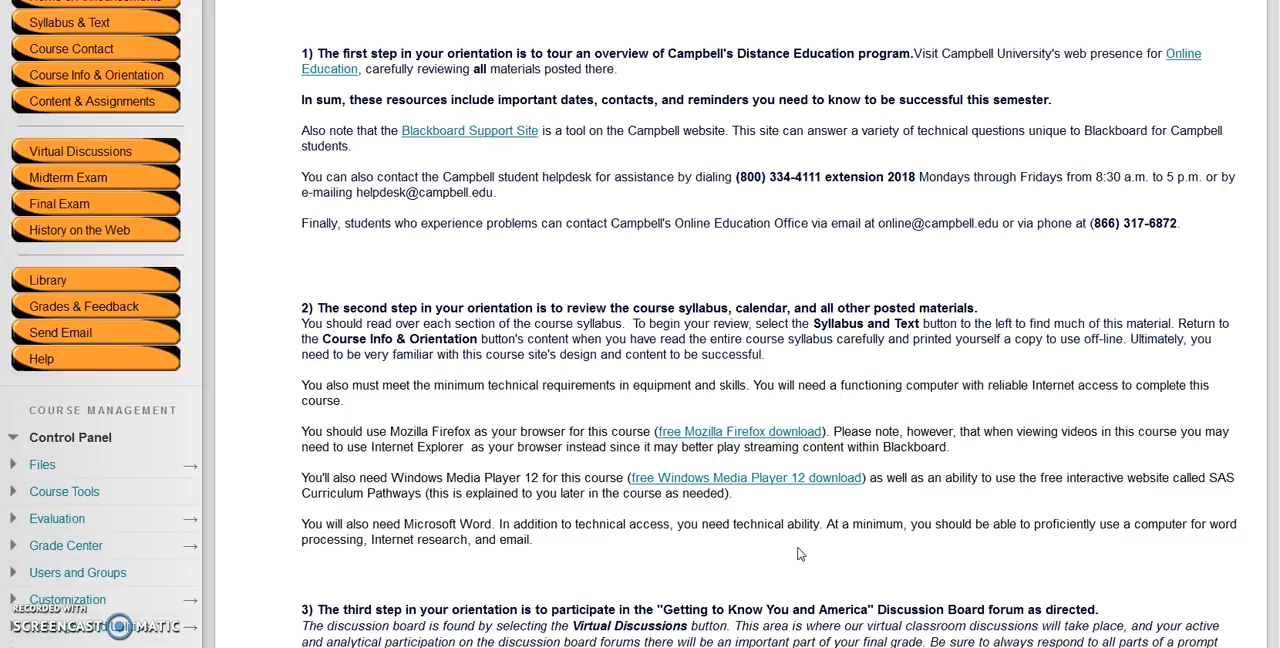 Syllabus & Text
Course Contact
Course Info & Orientation
Content & Assignments
Virtual Discussions
Midterm Exam
Final Exam
History on the Web
Library
Grades & Feedback
Send Email
Help
COURSE MANAGEMENT
Control Panel
Files
Course Tools
Evaluation
Grade Center
Users and Groups
Customization
RECORDED WITH
SCREENCAST MATIC
1) The first step in your orientation is to tour an overview of Campbell's Distance Education program.Visit Campbell University's web presence for Online
Education, carefully reviewing all materials posted there.
In sum, these resources include important dates, contacts, and reminders you need to know to be successful this semester.
Also note that the Blackboard Support Site is a tool on the Campbell website. This site can answer a variety of technical questions unique to Blackboard for Campbell
students.
You can also contact the Campbell student helpdesk for assistance by dialing (800) 334-4111 extension 2018 Mondays through Fridays from 8:30 a.m. to 5 p.m. or by
e-mailing helpdesk@campbell.edu.
Finally, students who experience problems can contact Campbell's Online Education Office via email at online@campbell.edu or via phone at (866) 317-6872.
2) The second step in your orientation is to review the course syllabus, calendar, and all other posted materials.
You should read over each section of the course syllabus. To begin your review, select the Syllabus and Text button to the left to find much of this material. Return to
the Course Info & Orientation button's content when you have read the entire course syllabus carefully and printed yourself a copy to use off-line. Ultimately, you
need to be very familiar with this course site's design and content to be successful.
You also must meet the minimum technical requirements in equipment and skills. You will need a functioning computer with reliable Internet access to complete this
course.
You should use Mozilla Firefox as your browser for this course (free Mozilla Firefox download). Please note, however, that when viewing videos in this course you may
need to use Internet Explorer as your browser instead since it may better play streaming content within Blackboard.
You'll also need Windows Media Player 12 for this course (free Windows Media Player 12 download) as well as an ability to use the free interactive website called SAS
Curriculum Pathways (this is explained to you later in the course as needed).
You will also need Microsoft Word. In addition to technical access, you need technical ability. At a minimum, you should be able to proficiently use a computer for word
processing, Internet research, and email.
3) The third step in your orientation is to participate in the "Getting to Know You and America" Discussion Board forum as directed.
The discussion board is found by selecting the Virtual Discussions button. This area is where our virtual classroom discussions will take place, and your active
and analytical participation on the discussion board forums there will be an important part of your final grade. Be sure to always respond to all parts of a prompt